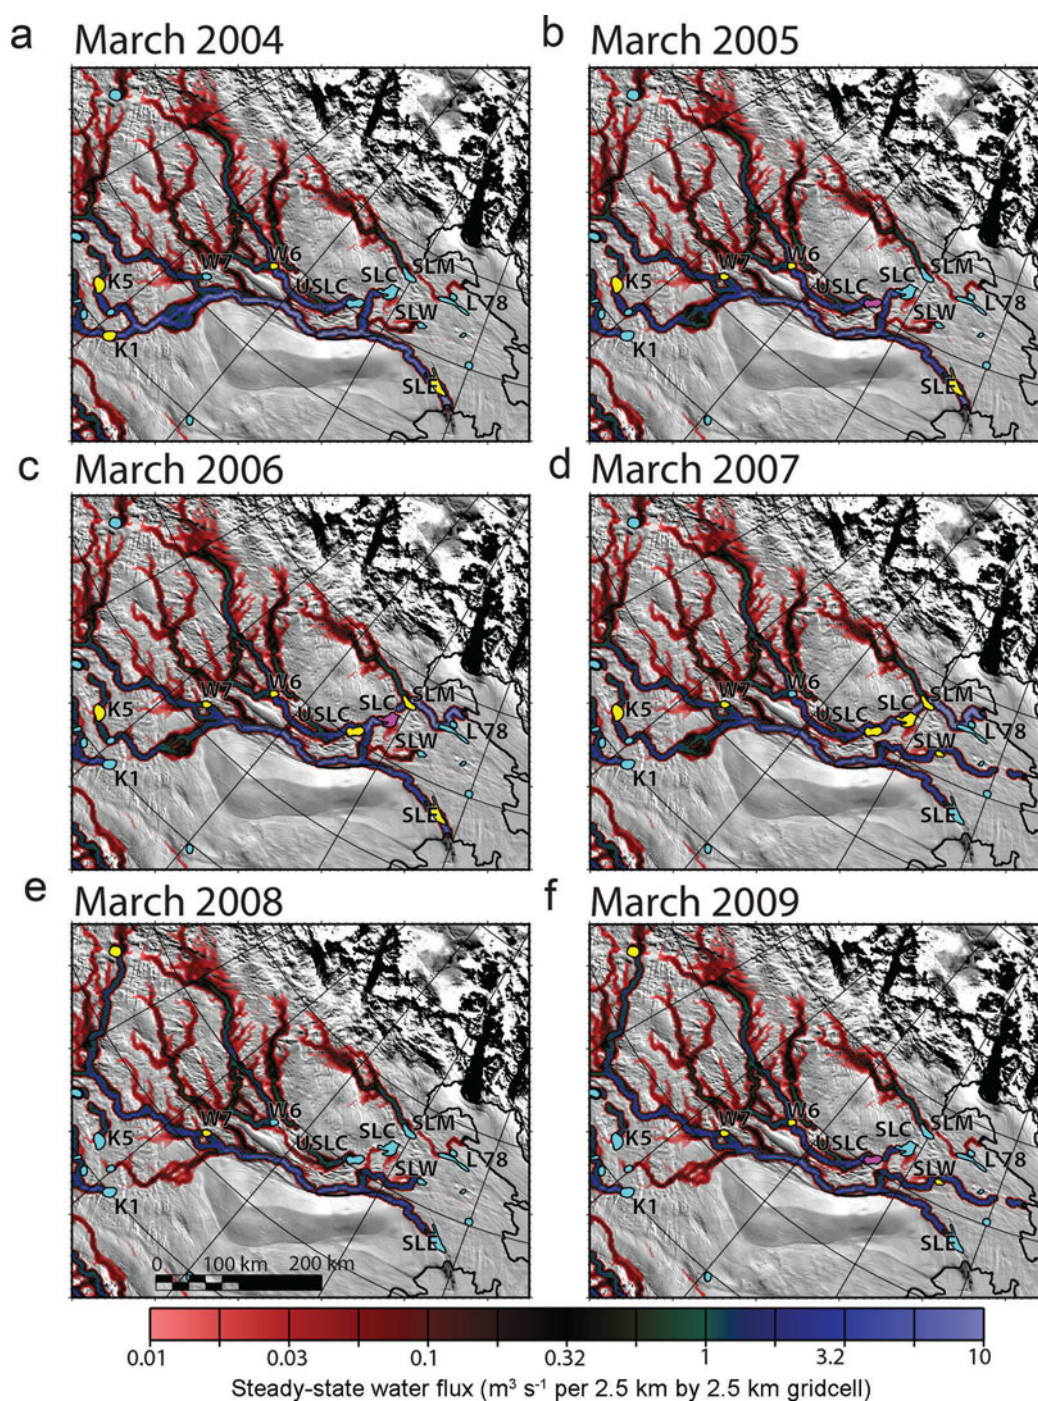 a March 2004
b March 2005
W7
W6
K5
USLC
SLC
SLM
SLW
L78
K1
SLE
W7
W6
K5
USLC
SLC
SLM
SLW
L78
K1
SLE
c March 2006
d March 2007
W7
W6
K5
USLC
SLC
SLM
SLW
L78
K1
SLE
W7
W6
K5
USLC
SLC
SLM
SLW
L78
K1
SLE
e March 2008
f March 2009
W7
W6
K5
USLC
SLC
SLM
SLW
L78
K1
SLE
0 100 km 200 km
W7
W6
K5
USLC
SLC
SLM
SLW
L78
K1
SLE
0.01 0.03 0.1 0.32 1 3.2 10
Steady-state water flux (m³ s⁻¹ per 2.5 km by 2.5 km gridcell)